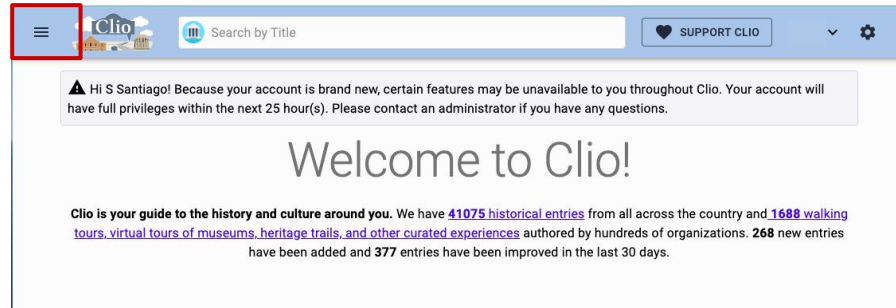 Clio
Search by Title
SUPPORT CLIO
Hi S Santiago! Because your account is brand new, certain features may be unavailable to you throughout Clio. Your account will
have full privileges within the next 25 hour(s). Please contact an administrator if you have any questions.
Welcome to Clio!
Clio is your guide to the history and culture around you. We have 41075 historical entries from all across the country and 1688 walking
tours, virtual tours of museums, heritage trails, and other curated experiences authored by hundreds of organizations. 268 new entries
have been added and 377 entries have been improved in the last 30 days.